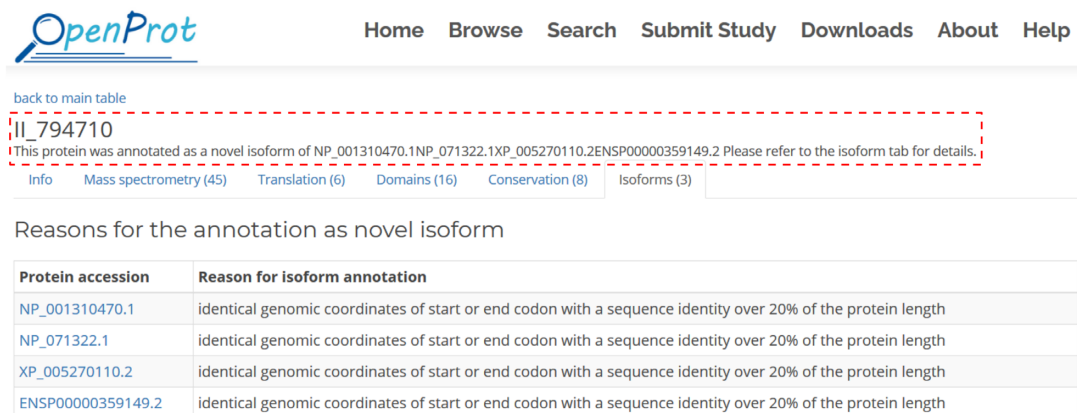 OpenProt
Home Browse Search Submit Study Downloads About Help
back to main table
II_794710
This protein was annotated as a novel isoform of NP_001310470.1NP_071322.1XP_005270110.2ENSP00000359149.2 Please refer to the isoform tab for details.
Info Mass spectrometry (45) Translation (6) Domains (16) Conservation (8) Isoforms (3)
Reasons for the annotation as novel isoform
Protein accession Reason for isoform annotation
NP_001310470.1 identical genomic coordinates of start or end codon with a sequence identity over 20% of the protein length
NP_071322.1 identical genomic coordinates of start or end codon with a sequence identity over 20% of the protein length
XP_005270110.2 identical genomic coordinates of start or end codon with a sequence identity over 20% of the protein length
ENSP00000359149.2 identical genomic coordinates of start or end codon with a sequence identity over 20% of the protein length